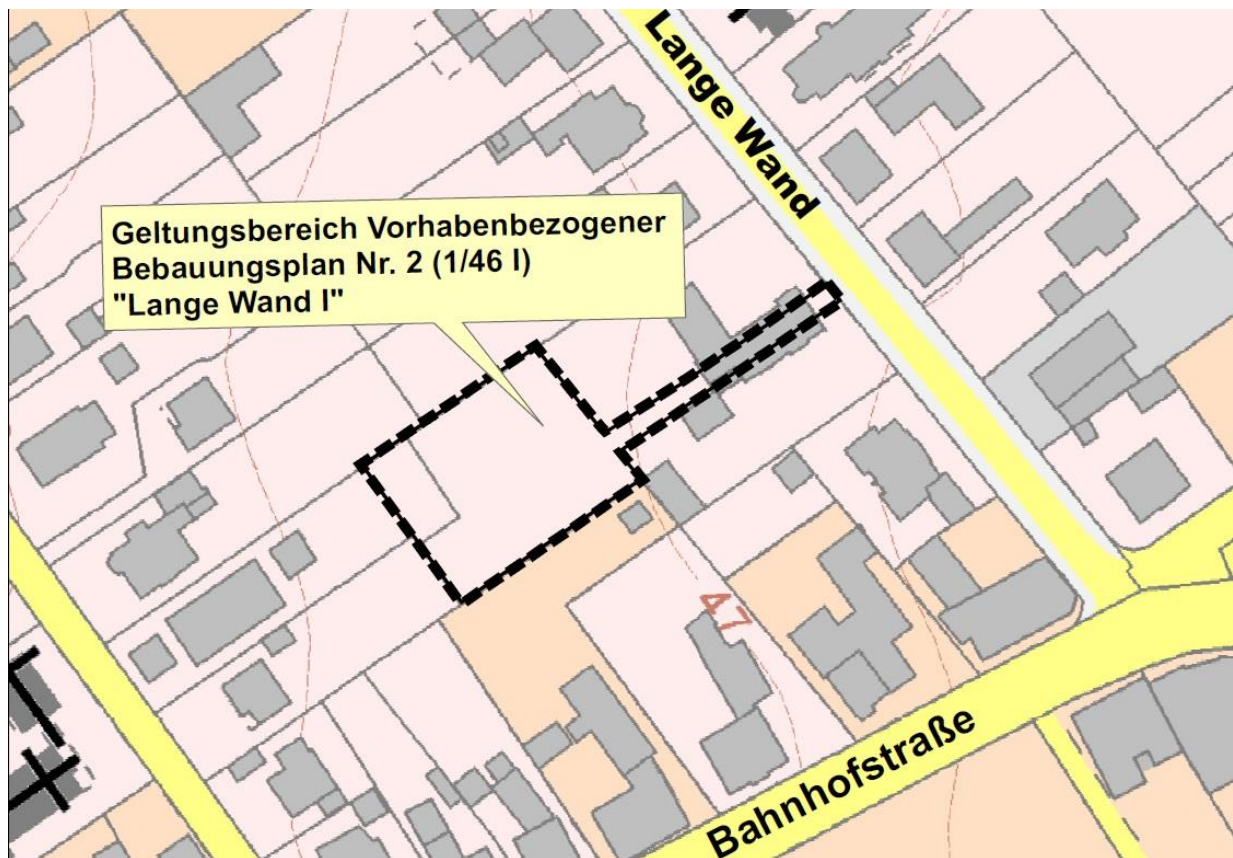 Lange Wand
Geltungsbereich Vorhabenbezogener
Bebauungsplan Nr. 2 (1/46 I)
"Lange Wand I"
47
Bahnhofstraße